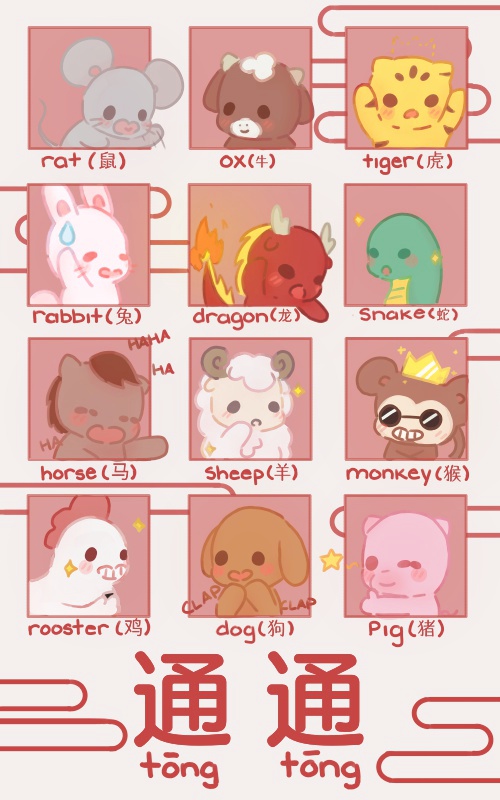 rat (鼠)
ox(牛)
tiger(虎)
rabbit(兔)
dragon(龙)
snake(蛇)
HAHA
HA
HA
horse(马)
sheep(羊)
monkey(猴)
CLAP
CLAP
rooster (鸡)
dog(狗)
Pig(猪)
通 通
tōng tōng